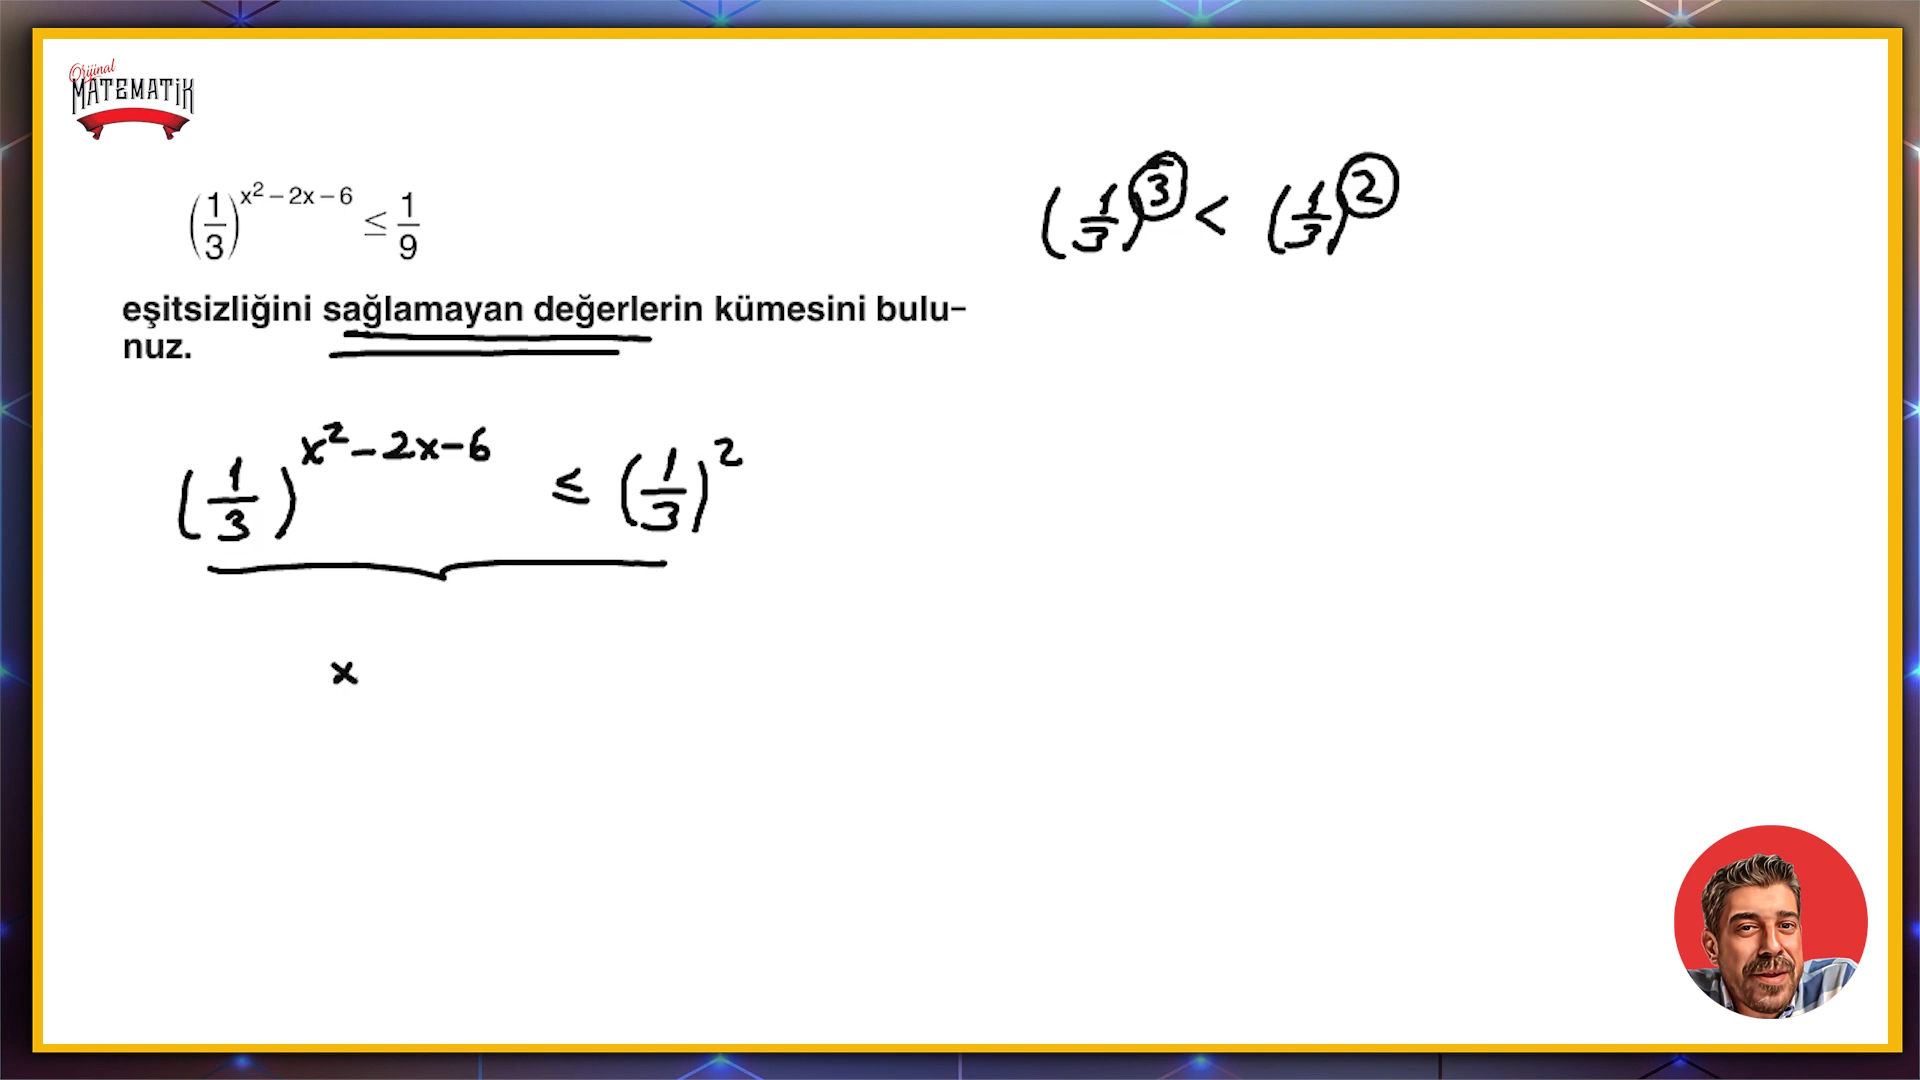 Orijinal
MATEMATİK
(1/3)^(x² – 2x – 6) ≤ 1/9
eşitsizliğini sağlamayan değerlerin kümesini bulu–
nuz.
(1/3)^3 < (1/3)^2
(1/3)^(x² – 2x – 6) ≤ (1/3)^2
x